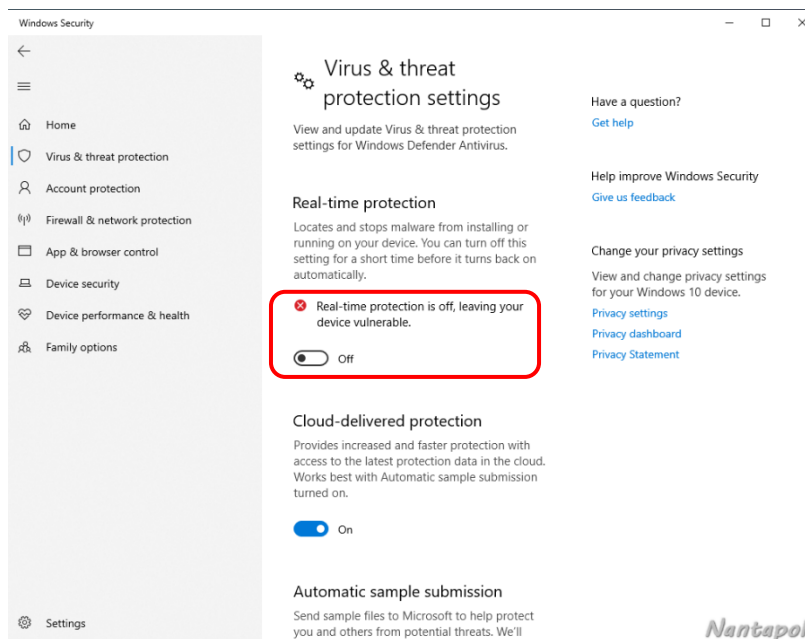 Windows Security
Home
Virus & threat protection
Account protection
Firewall & network protection
App & browser control
Device security
Device performance & health
Family options
Settings
Virus & threat
protection settings
View and update Virus & threat protection
settings for Windows Defender Antivirus.
Real-time protection
Locates and stops malware from installing or
running on your device. You can turn off this
setting for a short time before it turns back on
automatically.
Real-time protection is off, leaving your
device vulnerable.
Off
Cloud-delivered protection
Provides increased and faster protection with
access to the latest protection data in the cloud.
Works best with Automatic sample submission
turned on.
On
Automatic sample submission
Send sample files to Microsoft to help protect
you and others from potential threats. We'll
Have a question?
Get help
Help improve Windows Security
Give us feedback
Change your privacy settings
View and change privacy settings
for your Windows 10 device.
Privacy settings
Privacy dashboard
Privacy Statement
Nantapol